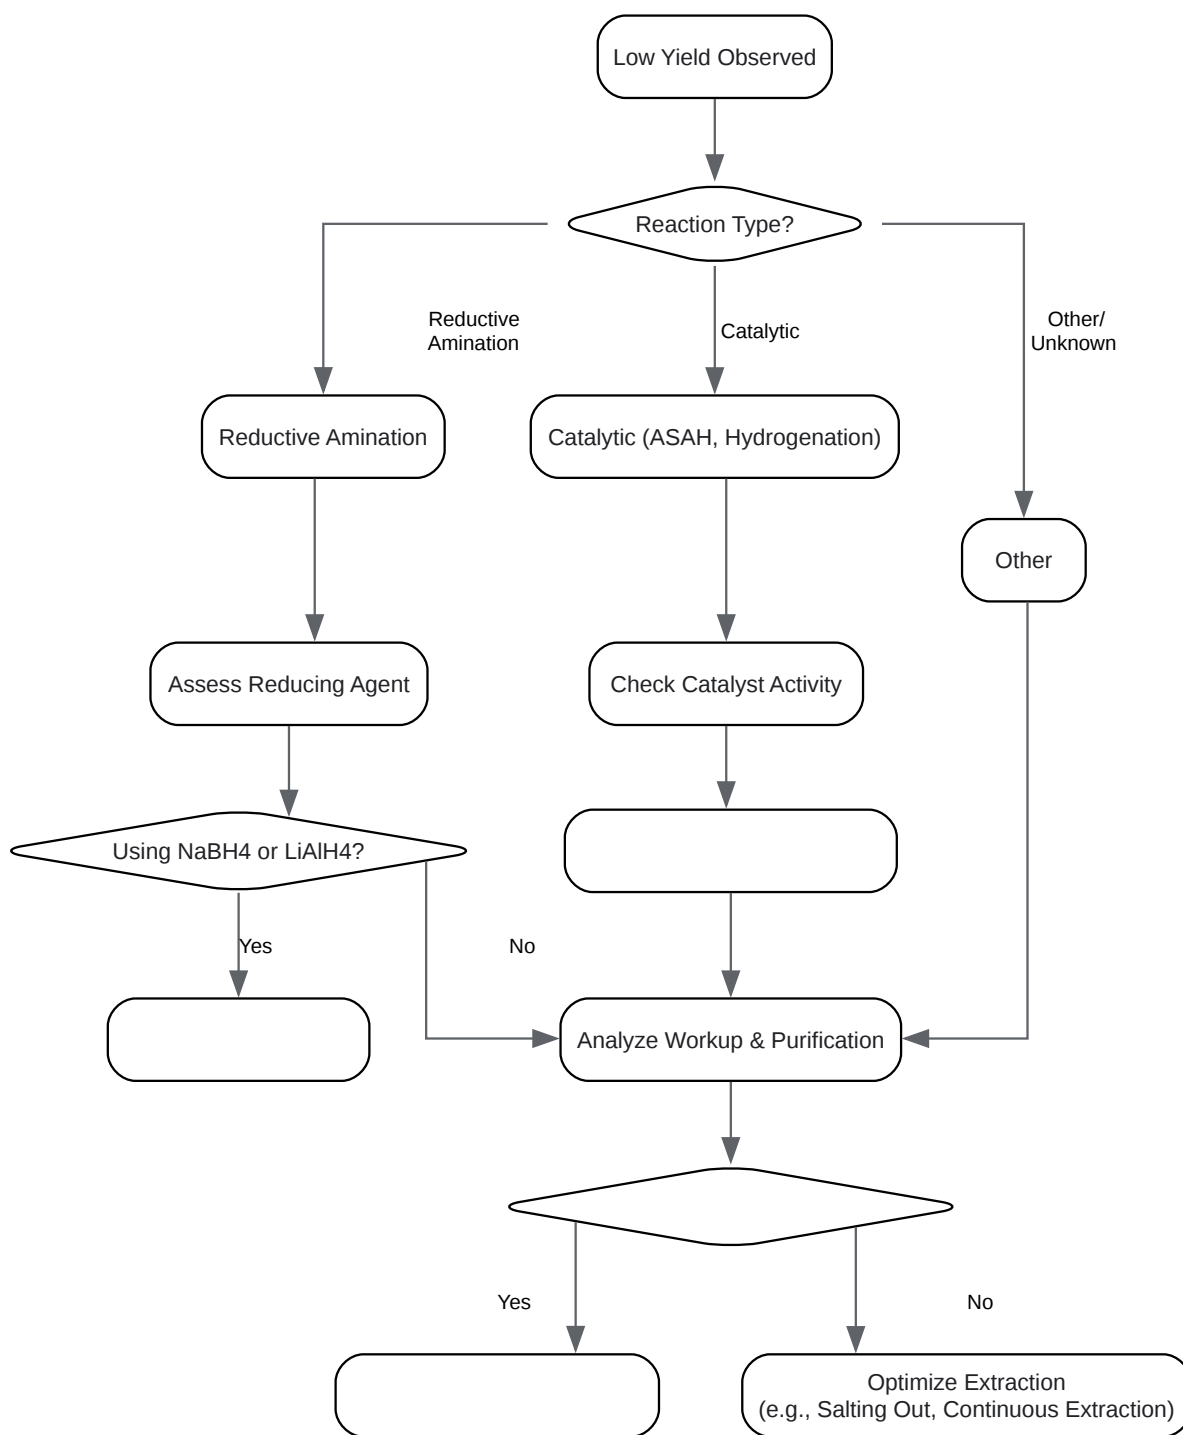 Low Yield Observed
Reaction Type?
Reductive
Amination
Catalytic
Other/
Unknown
Reductive Amination
Catalytic (ASAH, Hydrogenation)
Other
Assess Reducing Agent
Check Catalyst Activity
Using NaBH4 or LiAlH4?
Yes
No
Analyze Workup & Purification
Yes
No
Optimize Extraction
(e.g., Salting Out, Continuous Extraction)